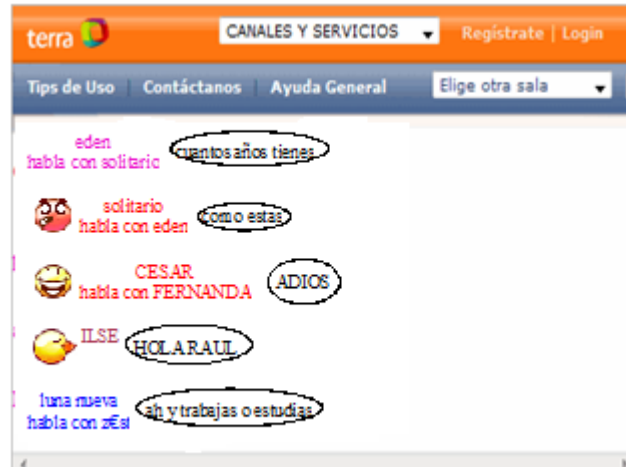 terra
CANALES Y SERVICIOS
Regístrate | Login
Tips de Uso
Contáctanos
Ayuda General
Elige otra sala
eden
habla con solitaric
cuantos años tienes
solitario
habla con eden
como estas
CESAR
habla con FERNANDA
ADIOS
ILSE
HOLA RAUL
luna nueva
habla con z€st
ah y trabajas o estudias